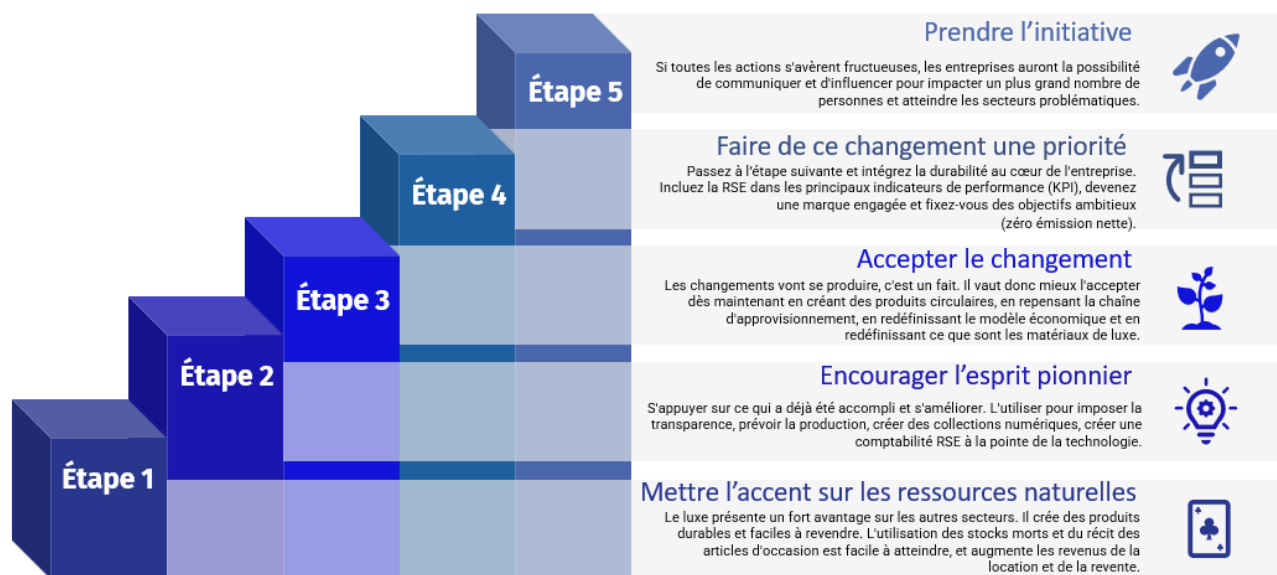 Prendre l'initiative
Si toutes les actions s'avèrent fructueuses, les entreprises auront la possibilité
de communiquer et d'influencer pour impacter un plus grand nombre de
personnes et atteindre les secteurs problématiques.
Étape 5
Faire de ce changement une priorité
Passez à l'étape suivante et intégrez la durabilité au cœur de l'entreprise.
Incluez la RSE dans les principaux indicateurs de performance (KPI), devenez
une marque engagée et fixez-vous des objectifs ambitieux
(zéro émission nette).
Étape 4
Accepter le changement
Les changements vont se produire, c'est un fait. Il vaut donc mieux l'accepter
dès maintenant en créant des produits circulaires, en repensant la chaîne
d'approvisionnement, en redéfinissant le modèle économique et en
redéfinissant ce que sont les matériaux de luxe.
Étape 3
Encourager l'esprit pionnier
S'appuyer sur ce qui a déjà été accompli et s'améliorer. L'utiliser pour imposer la
transparence, prévoir la production, créer des collections numériques, créer une
comptabilité RSE à la pointe de la technologie.
Étape 2
Mettre l'accent sur les ressources naturelles
Le luxe présente un fort avantage sur les autres secteurs. Il crée des produits
durables et faciles à revendre. L'utilisation des stocks morts et du récit des
articles d'occasion est facile à atteindre, et augmente les revenus de la
location et de la revente.
Étape 1